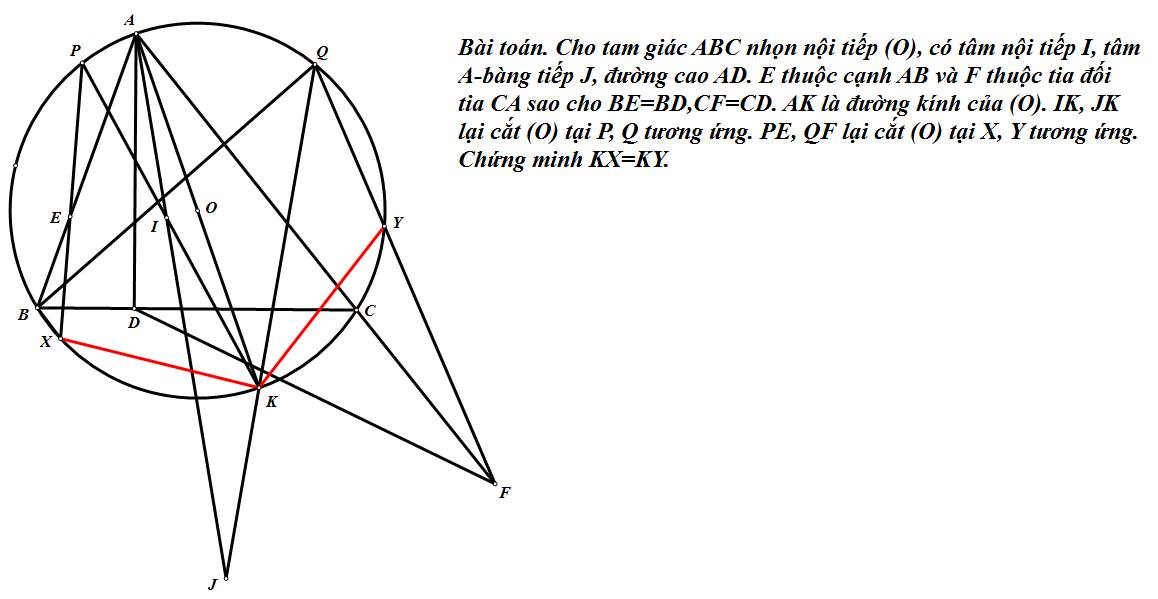 A
P
Q
Bài toán. Cho tam giác ABC nhọn nội tiếp (O), có tâm nội tiếp I, tâm
A-bàng tiếp J, đường cao AD. E thuộc cạnh AB và F thuộc tia đối
tia CA sao cho BE=BD,CF=CD. AK là đường kính của (O). IK, JK
lại cắt (O) tại P, Q tương ứng. PE, QF lại cắt (O) tại X, Y tương ứng.
Chứng minh KX=KY.
E
I
O
Y
B
D
C
X
K
F
J